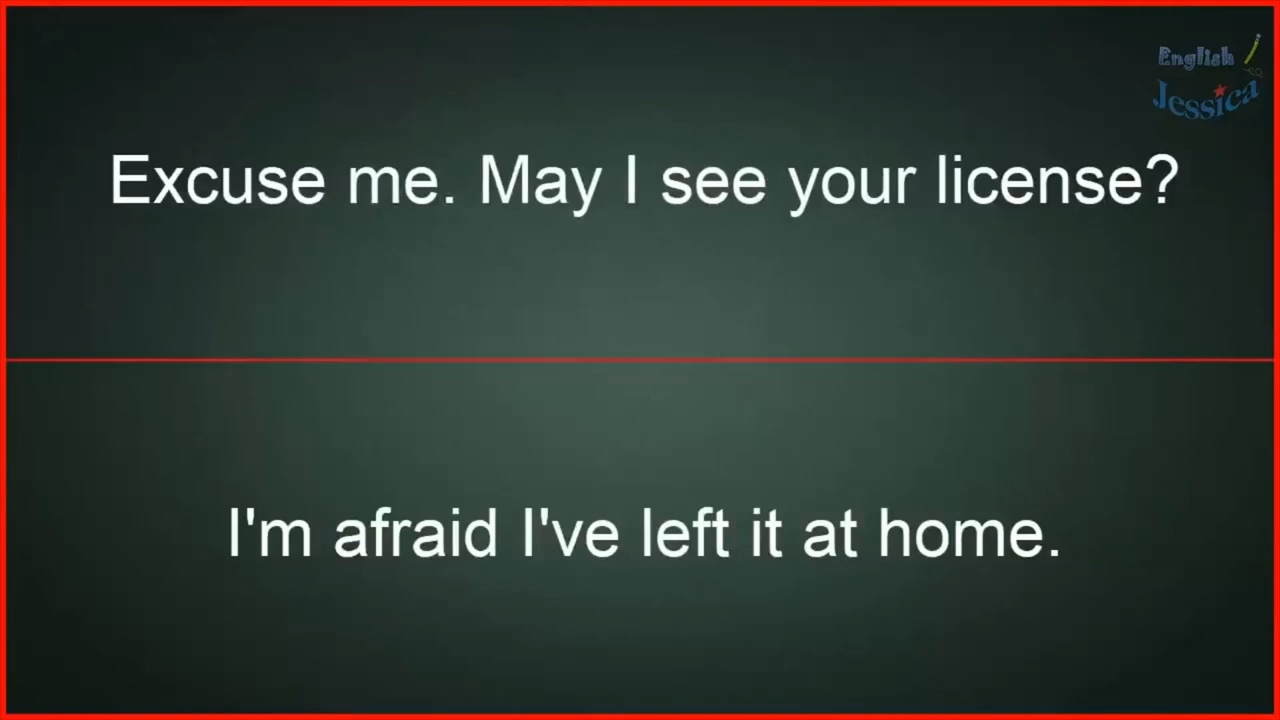 English
Jessica
Excuse me. May I see your license?
I'm afraid I've left it at home.